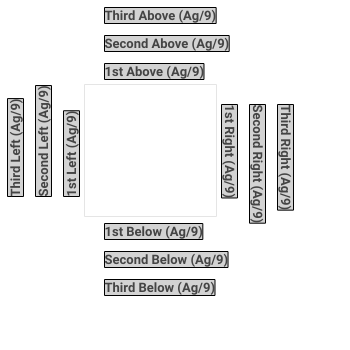 Third Above (Ag/9)
Second Above (Ag/9)
1st Above (Ag/9)
Third Left (Ag/9)
Second Left (Ag/9)
1st Left (Ag/9)
1st Right (Ag/9)
Second Right (Ag/9)
Third Right (Ag/9)
1st Below (Ag/9)
Second Below (Ag/9)
Third Below (Ag/9)